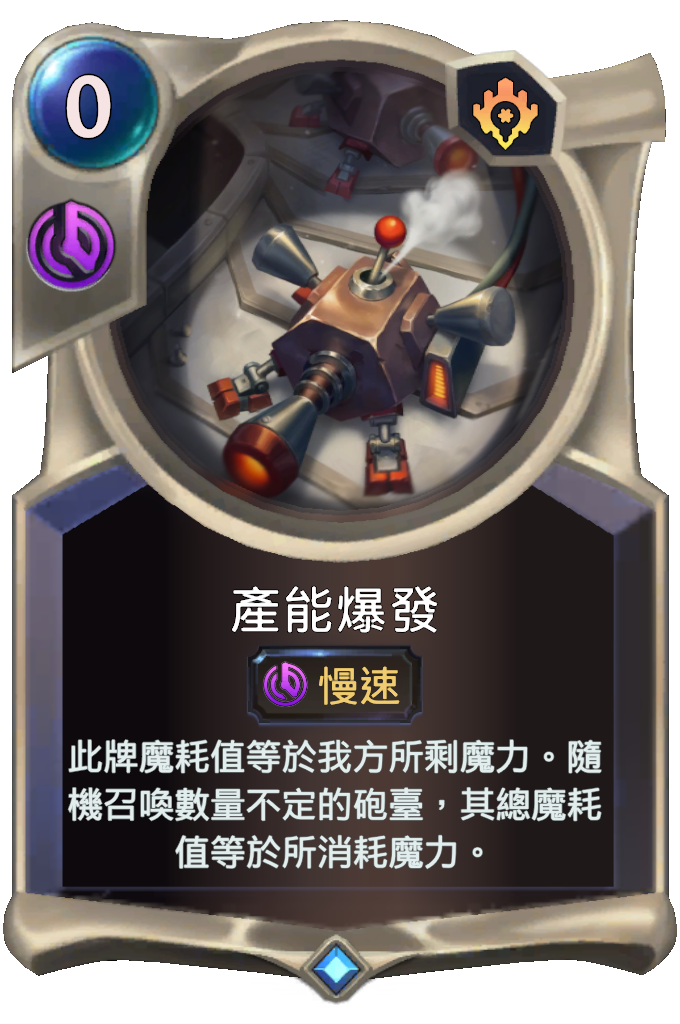 0
產能爆發
慢速
此牌魔耗值等於我方所剩魔力。隨
機召喚數量不定的砲臺，其總魔耗
值等於所消耗魔力。